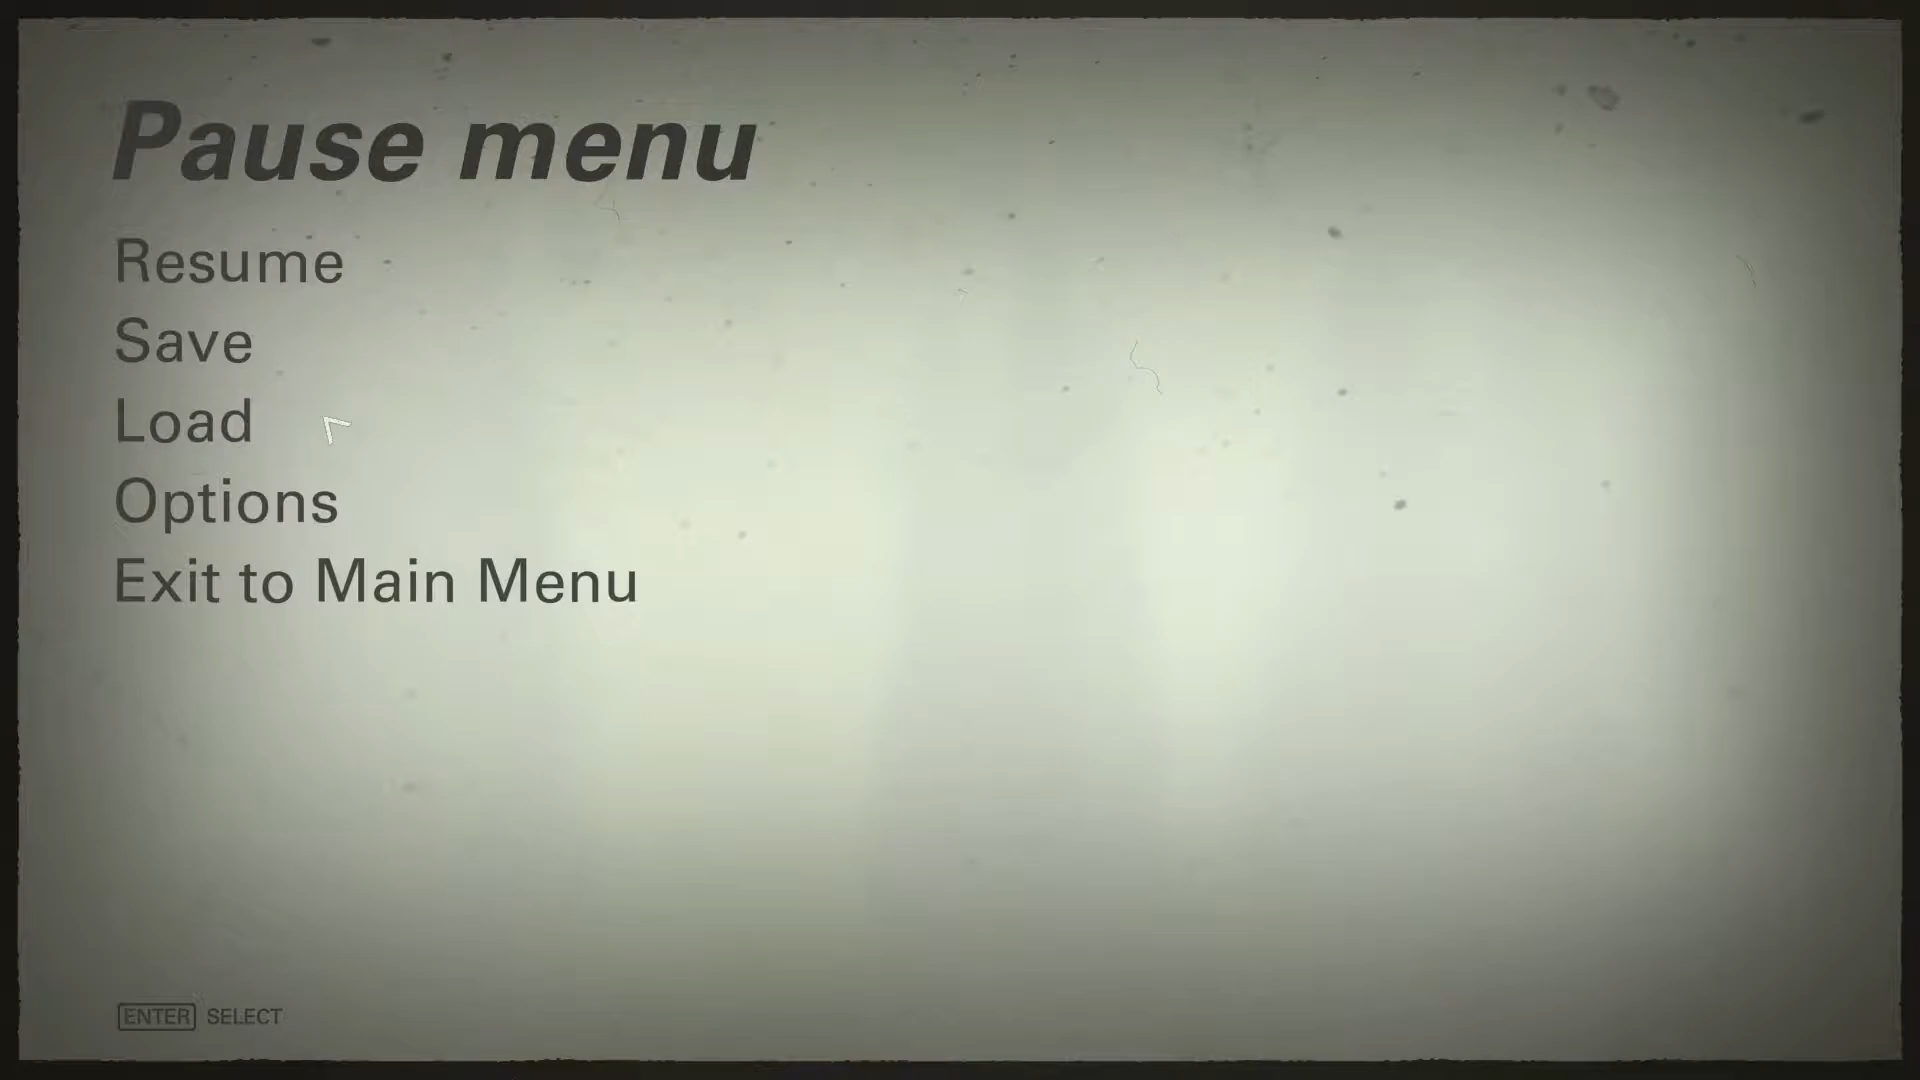 Pause menu
Resume
Save
Load
Options
Exit to Main Menu
ENTER SELECT